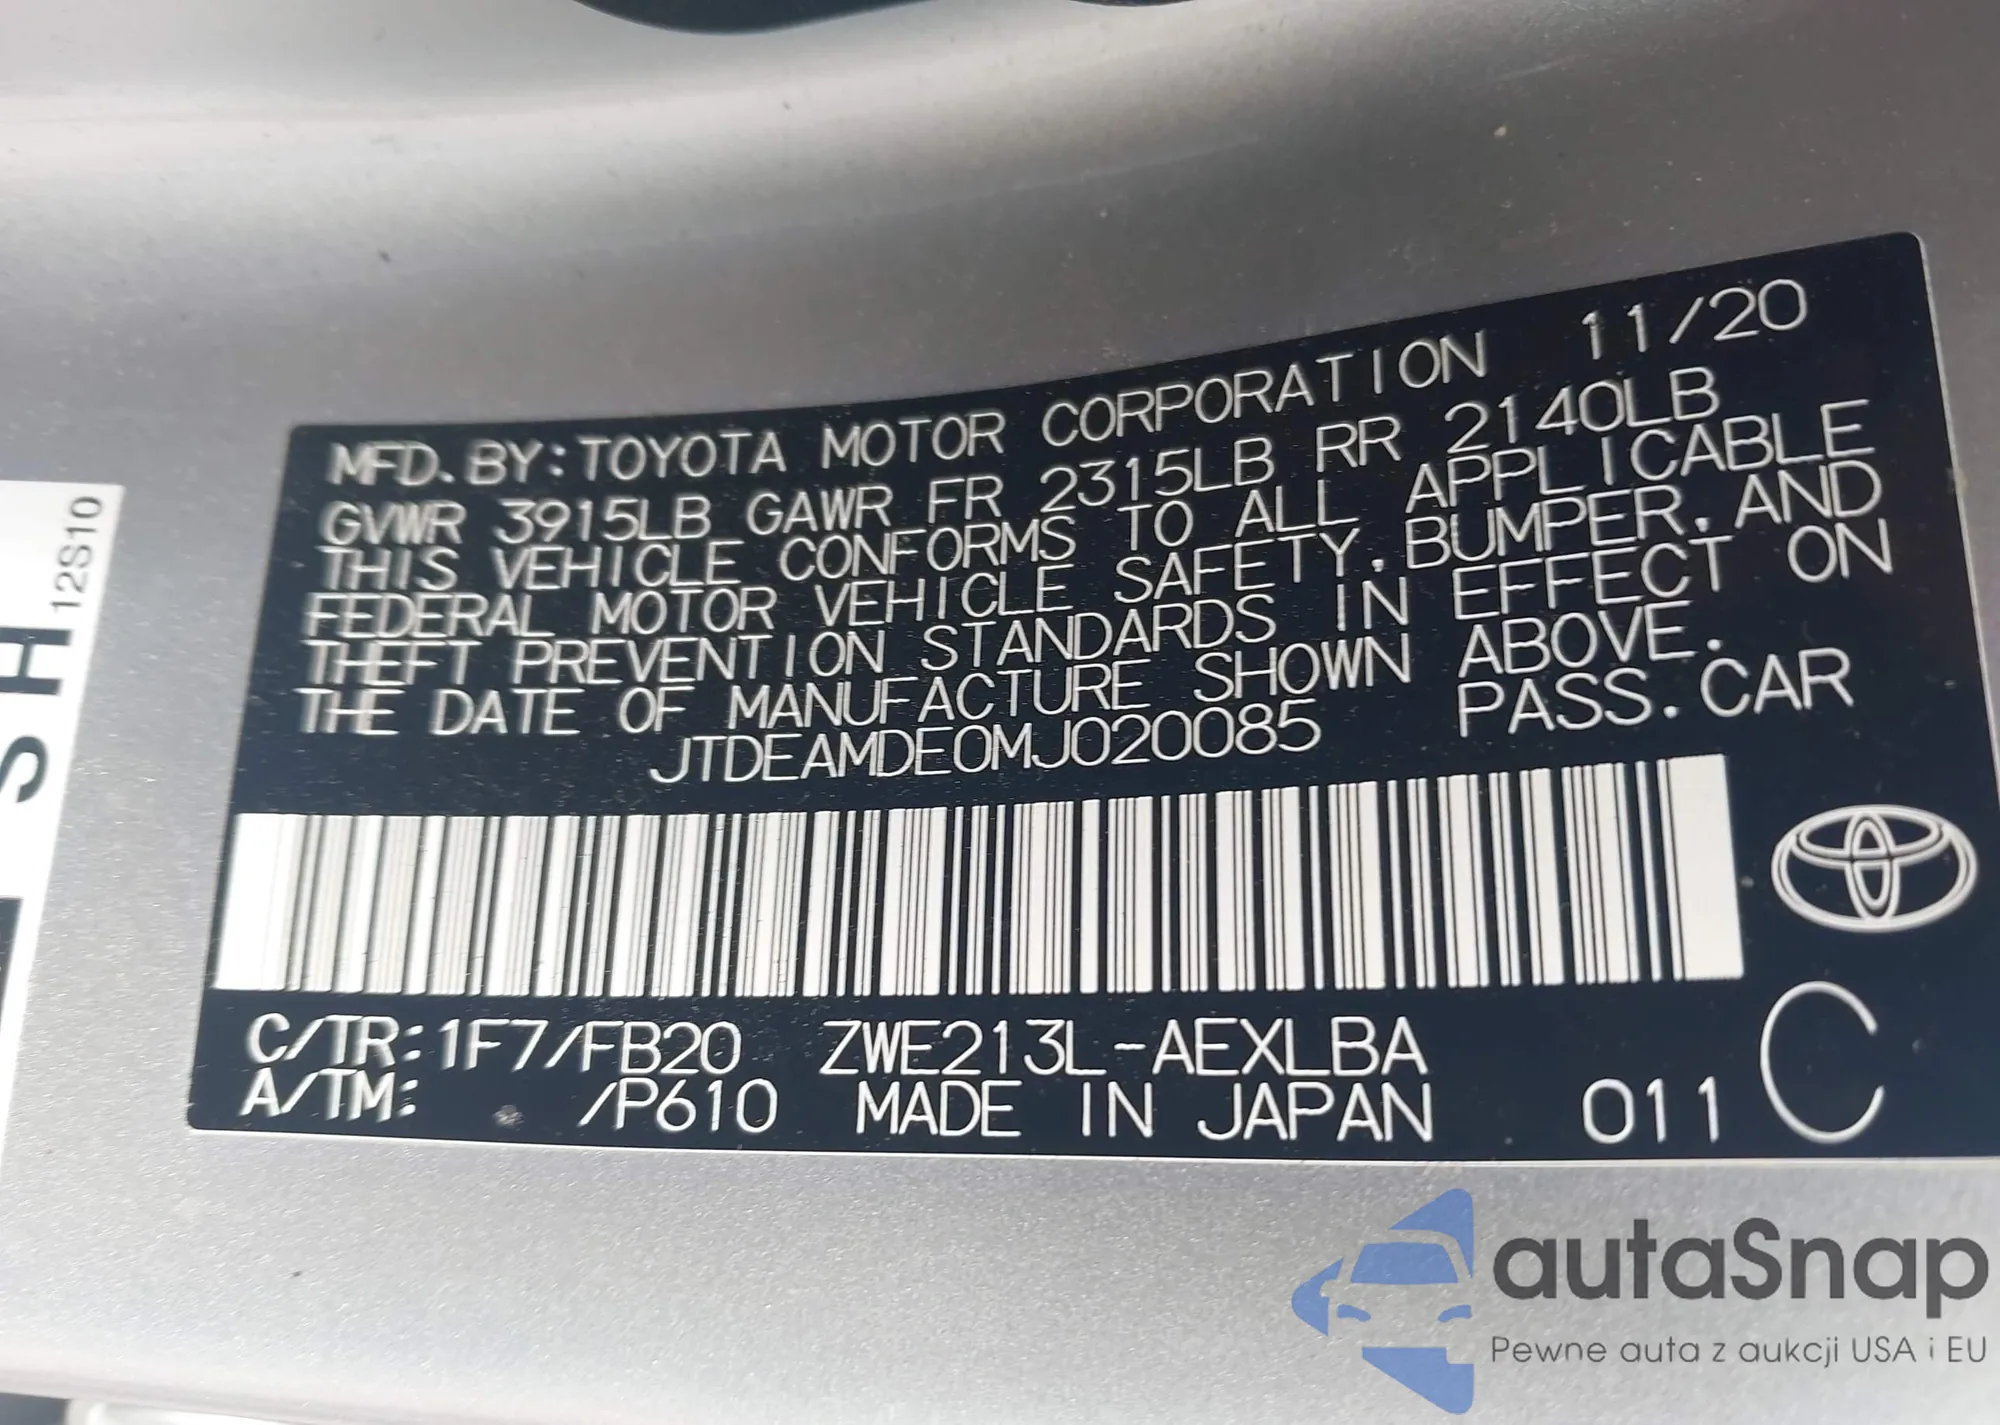 MFD. BY: TOYOTA MOTOR CORPORATION 11/20
GVWR 3915LB GAWR FR 2315LB RR 2140LB
THIS VEHICLE CONFORMS TO ALL APPLICABLE
FEDERAL MOTOR VEHICLE SAFETY, BUMPER, AND
THEFT PREVENTION STANDARDS IN EFFECT ON
THE DATE OF MANUFACTURE SHOWN ABOVE.
JTDEAMDE0MJ020085 PASS. CAR
C/TR: 1F7/FB20 ZWE213L-AEXLBA
A/TM: /P610 MADE IN JAPAN 011 C
SH
12S10
autaSnap
Pewne auta z aukcji USA i EU